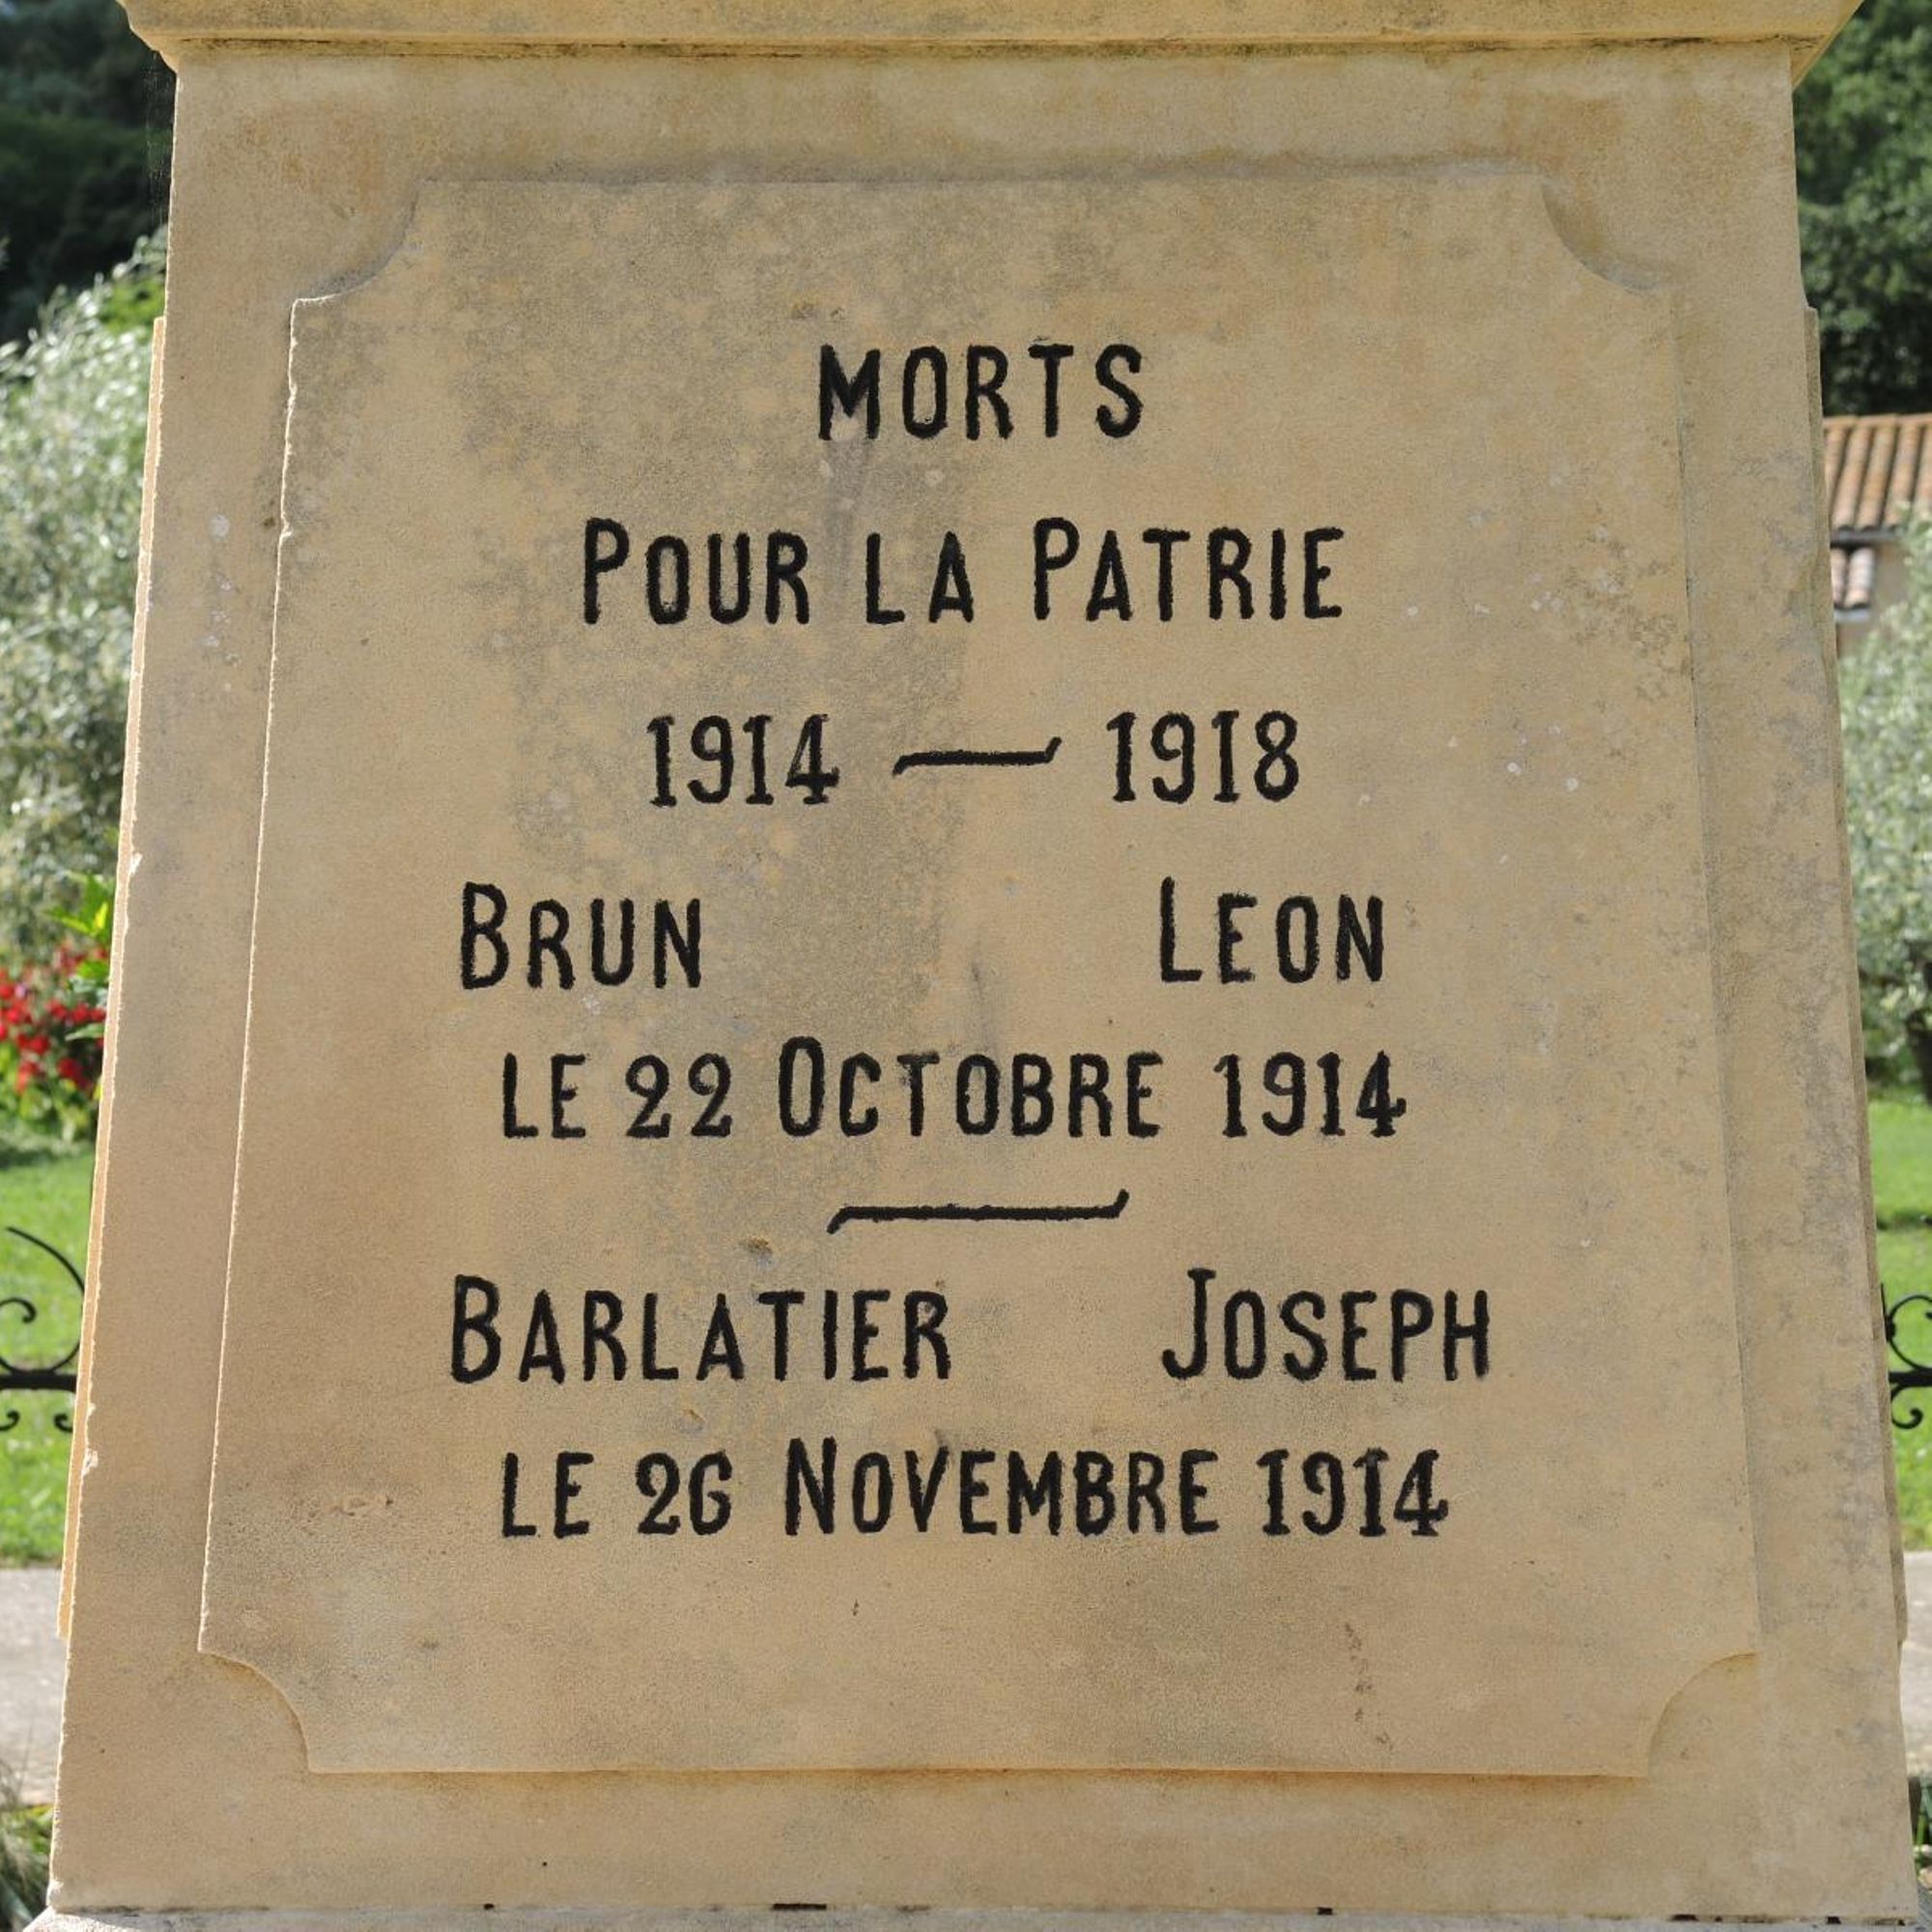 MORTS
POUR LA PATRIE
1914 — 1918
BRUN LEON
LE 22 OCTOBRE 1914
BARLATIER JOSEPH
LE 26 NOVEMBRE 1914